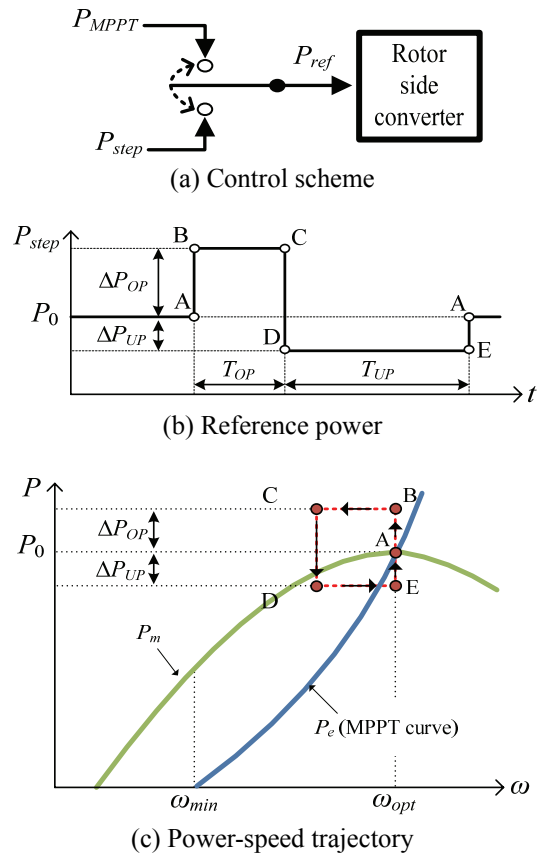 P_MPPT
P_ref
Rotor
side
converter
P_step
(a) Control scheme
P_step
B
C
ΔP_OP
P_0
A
A
ΔP_UP
D
E
T_OP
T_UP
t
(b) Reference power
P
C
B
ΔP_OP
P_0
A
ΔP_UP
D
E
P_m
P_e (MPPT curve)
ω_min
ω_opt
ω
(c) Power-speed trajectory